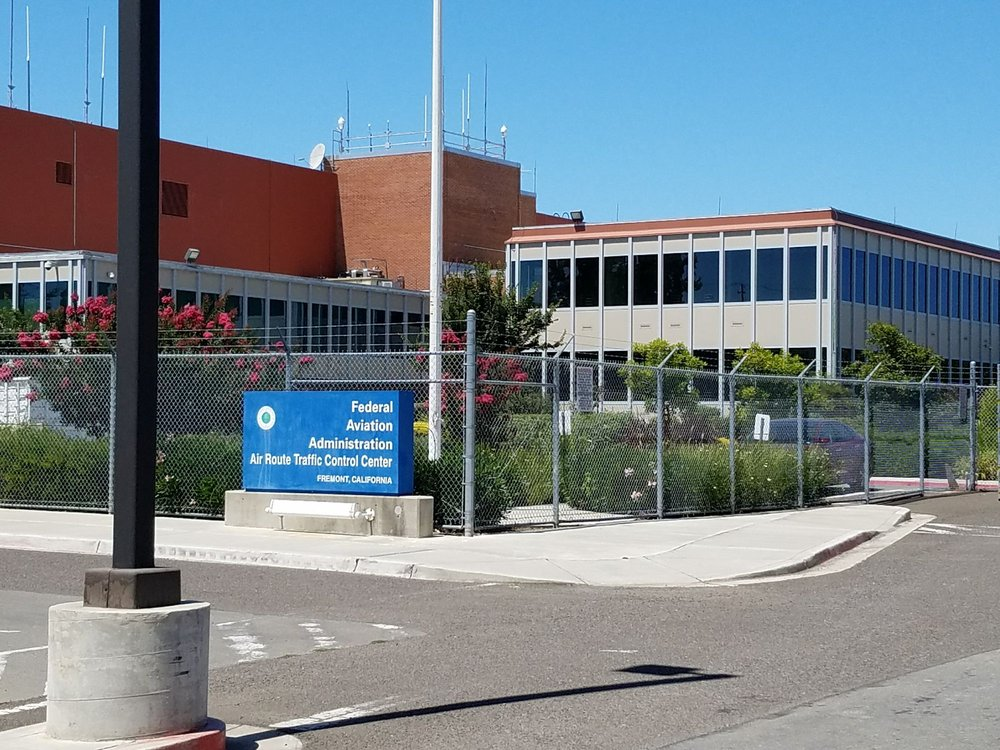 Federal
Aviation
Administration
Air Route Traffic Control Center
FREMONT, CALIFORNIA